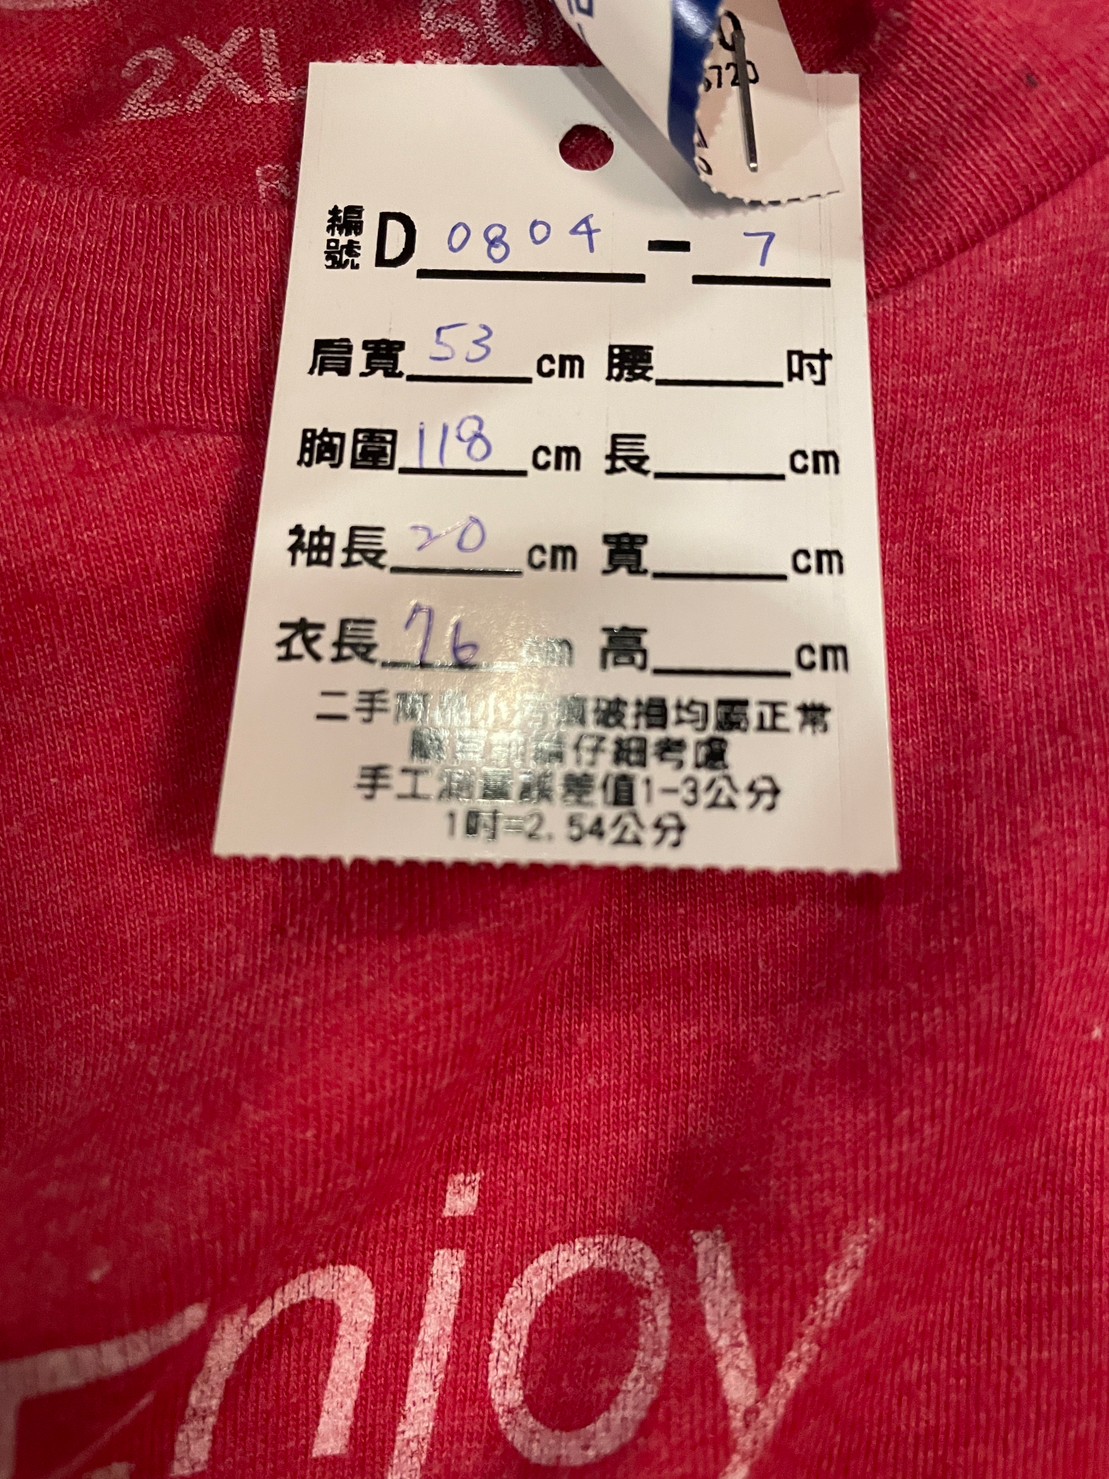 2XL
5720
編號 D 0804 - 7
肩寬 53 cm 腰 吋
胸圍 118 cm 長 cm
袖長 20 cm 寬 cm
衣長 76 cm 高 cm
二手商品小污漬破損均屬正常
購買前請仔細考慮
手工測量誤差值1-3公分
1吋=2.54公分
Enjoy